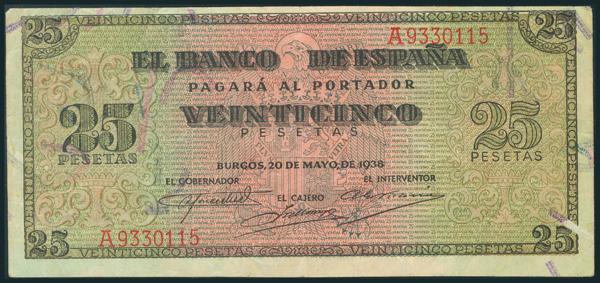 25 VEINTICINCO PESETAS VEINTICINCO PESETAS 25
A9330115
EL BANCO DE ESPAÑA
PAGARÁ AL PORTADOR
25 PESETAS
VEINTICINCO
PESETAS
25 PESETAS
BURGOS, 20 DE MAYO, DE 1938
EL GOBERNADOR
EL CAJERO
EL INTERVENTOR
A9330115
25 VEINTICINCO PESETAS VEINTICINCO PESETAS 25
VEINTICINCO PESETAS
VEINTICINCO PESETAS